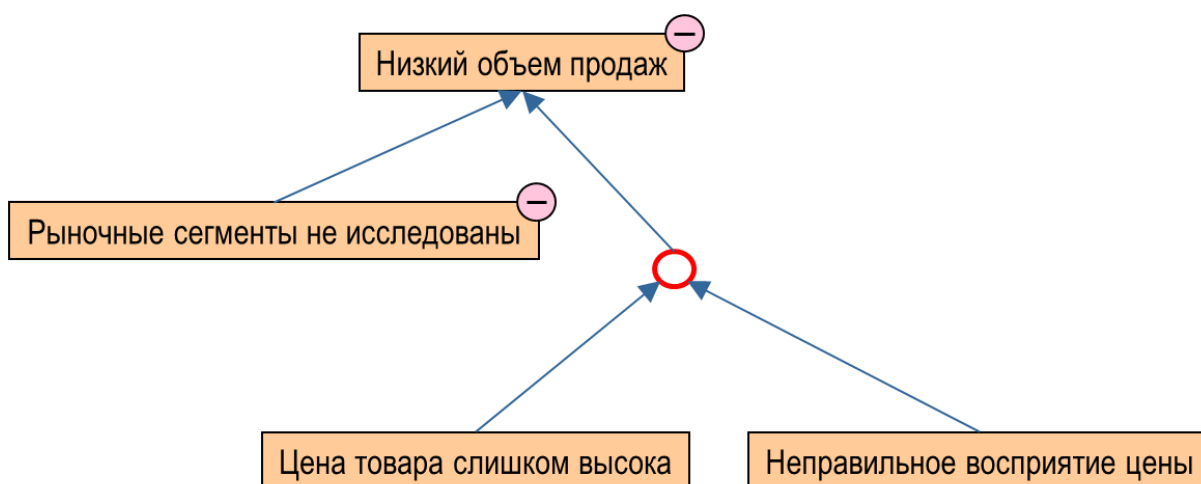 Низкий объем продаж
Рыночные сегменты не исследованы
Цена товара слишком высока
Неправильное восприятие цены